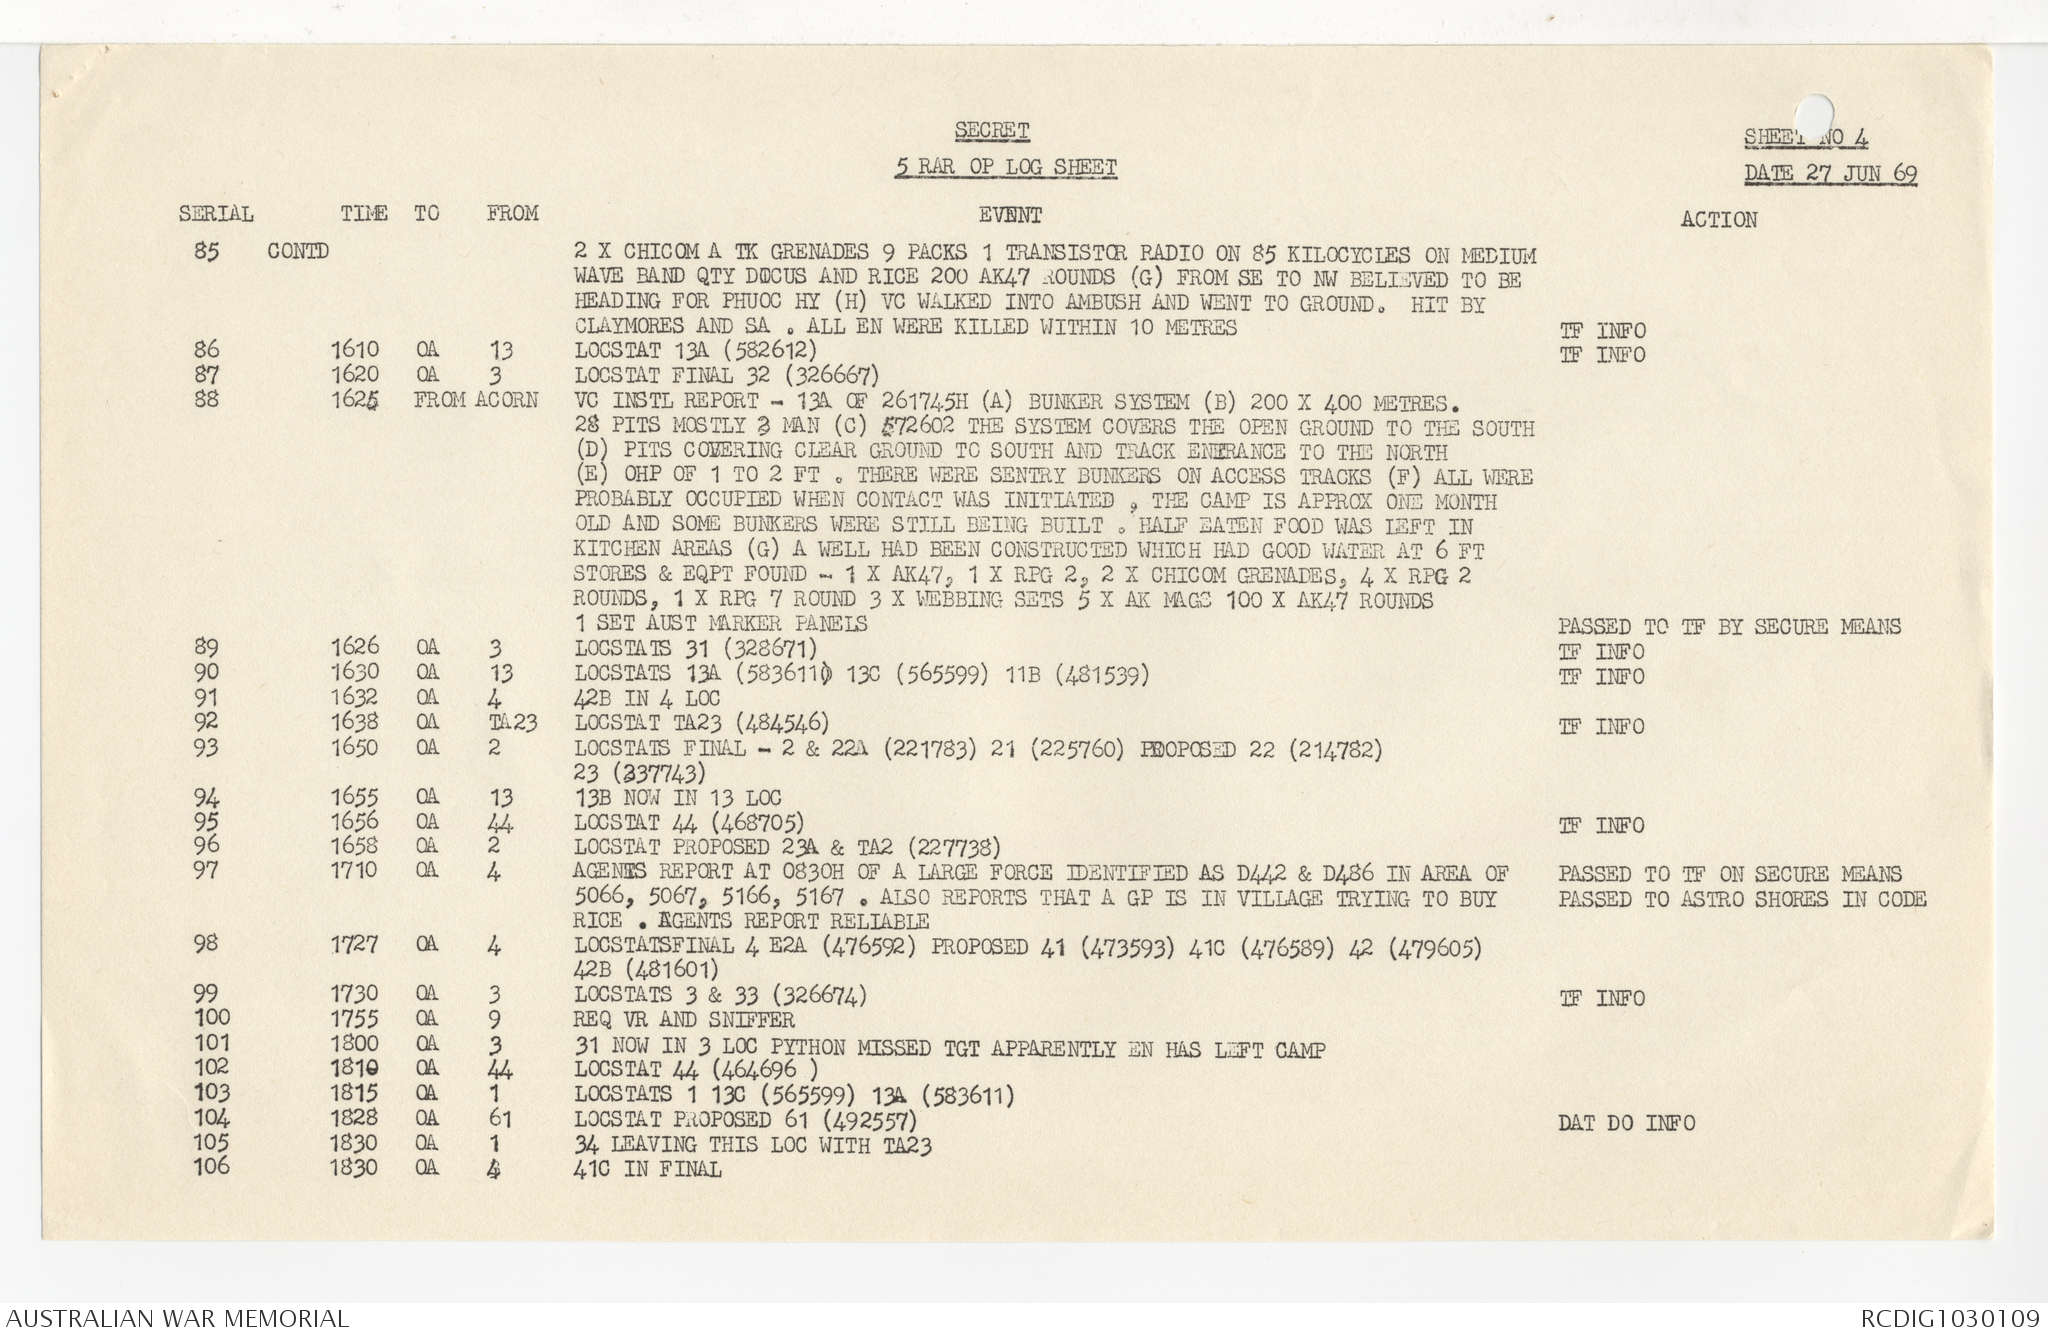 SECRET
SHEET NO 4
5 RAR OP LOG SHEET
DATE 27 JUN 69
SERIAL TIME TO FROM EVENT ACTION
85 CONTD 2 X CHICOM A TK GRENADES 9 PACKS 1 TRANSISTOR RADIO ON 85 KILOCYCLES ON MEDIUM
WAVE BAND QTY DOCUS AND RICE 200 AK47 ROUNDS (G) FROM SE TO NW BELIEVED TO BE
HEADING FOR PHUOC HY (H) VC WALKED INTO AMBUSH AND WENT TO GROUND. HIT BY
CLAYMORES AND SA . ALL EN WERE KILLED WITHIN 10 METRES TF INFO
86 1610 OA 13 LOCSTAT 13A (582612) TF INFO
87 1620 OA 3 LOCSTAT FINAL 32 (326667)
88 1625 FROM ACORN VC INSTL REPORT - 13A OF 261745H (A) BUNKER SYSTEM (B) 200 X 400 METRES.
28 PITS MOSTLY 3 MAN (C) 572602 THE SYSTEM COVERS THE OPEN GROUND TO THE SOUTH
(D) PITS COVERING CLEAR GROUND TO SOUTH AND TRACK ENTRANCE TO THE NORTH
(E) OHP OF 1 TO 2 FT . THERE WERE SENTRY BUNKERS ON ACCESS TRACKS (F) ALL WERE
PROBABLY OCCUPIED WHEN CONTACT WAS INITIATED , THE CAMP IS APPROX ONE MONTH
OLD AND SOME BUNKERS WERE STILL BEING BUILT . HALF EATEN FOOD WAS LEFT IN
KITCHEN AREAS (G) A WELL HAD BEEN CONSTRUCTED WHICH HAD GOOD WATER AT 6 FT
STORES & EQPT FOUND - 1 X AK47, 1 X RPG 2, 2 X CHICOM GRENADES, 4 X RPG 2
ROUNDS, 1 X RPG 7 ROUND 3 X WEBBING SETS 5 X AK MAGS 100 X AK47 ROUNDS
1 SET AUST MARKER PANELS PASSED TO TF BY SECURE MEANS
89 1626 OA 3 LOCSTATS 31 (328671) TF INFO
90 1630 OA 13 LOCSTATS 13A (583611) 13C (565599) 11B (481539) TF INFO
91 1632 OA 4 42B IN 4 LOC
92 1638 OA TA23 LOCSTAT TA23 (484546) TF INFO
93 1650 OA 2 LOCSTATS FINAL - 2 & 22A (221783) 21 (225760) PROPOSED 22 (214782)
23 (237743)
94 1655 OA 13 13B NOW IN 13 LOC
95 1656 OA 44 LOCSTAT 44 (468705) TF INFO
96 1658 OA 2 LOCSTAT PROPOSED 23A & TA2 (227738)
97 1710 OA 4 AGENTS REPORT AT 0830H OF A LARGE FORCE IDENTIFIED AS D442 & D486 IN AREA OF PASSED TO TF ON SECURE MEANS
5066, 5067, 5166, 5167 . ALSO REPORTS THAT A GP IS IN VILLAGE TRYING TO BUY PASSED TO ASTRO SHORES IN CODE
RICE . AGENTS REPORT RELIABLE
98 1727 OA 4 LOCSTATSFINAL 4 E2A (476592) PROPOSED 41 (473593) 41C (476589) 42 (479605)
42B (481601)
99 1730 OA 3 LOCSTATS 3 & 33 (326674) TF INFO
100 1755 OA 9 REQ VR AND SNIFFER
101 1800 OA 3 31 NOW IN 3 LOC PYTHON MISSED TGT APPARENTLY EN HAS LEFT CAMP
102 1810 OA 44 LOCSTAT 44 (464696 )
103 1815 OA 1 LOCSTATS 1 13C (565599) 13A (583611)
104 1828 OA 61 LOCSTAT PROPOSED 61 (492557) DAT DO INFO
105 1830 OA 1 34 LEAVING THIS LOC WITH TA23
106 1830 OA 4 41C IN FINAL
AUSTRALIAN WAR MEMORIAL RCDIG1030109